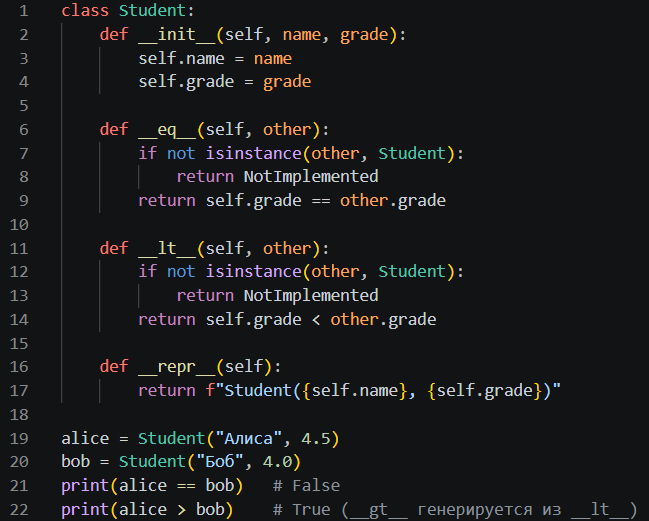 1 class Student:
2     def __init__(self, name, grade):
3         self.name = name
4         self.grade = grade
5
6     def __eq__(self, other):
7         if not isinstance(other, Student):
8             return NotImplemented
9         return self.grade == other.grade
10
11     def __lt__(self, other):
12         if not isinstance(other, Student):
13             return NotImplemented
14         return self.grade < other.grade
15
16     def __repr__(self):
17         return f"Student({self.name}, {self.grade})"
18
19 alice = Student("Алиса", 4.5)
20 bob = Student("Боб", 4.0)
21 print(alice == bob)   # False
22 print(alice > bob)    # True (__gt__ генерируется из __lt__)